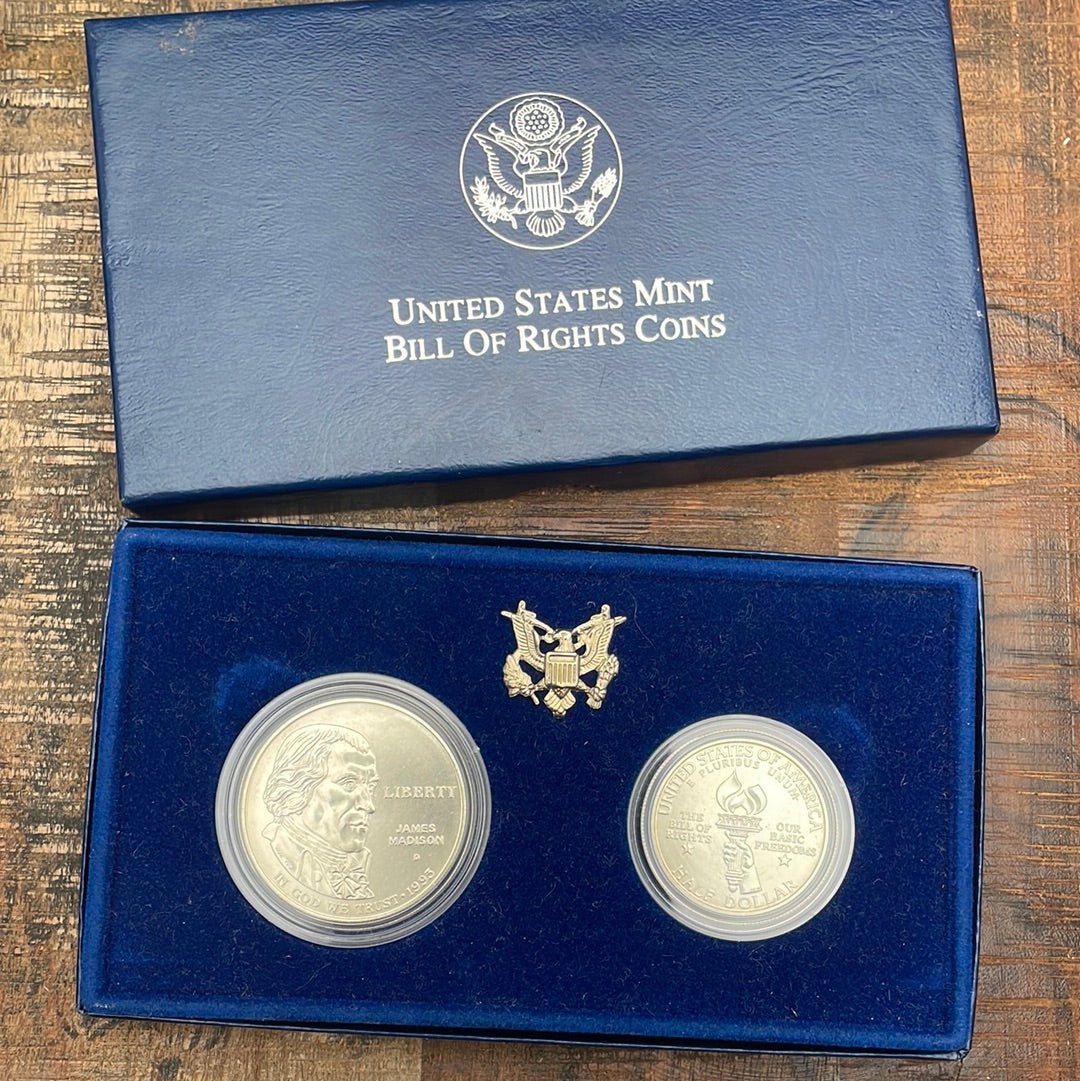 UNITED STATES MINT
BILL OF RIGHTS COINS
LIBERTY
JAMES
MADISON
D
IN GOD WE TRUST · 1993
UNITED STATES OF AMERICA
E PLURIBUS UNUM
THE
BILL OF
RIGHTS
OUR
BASIC
FREEDOMS
HALF DOLLAR